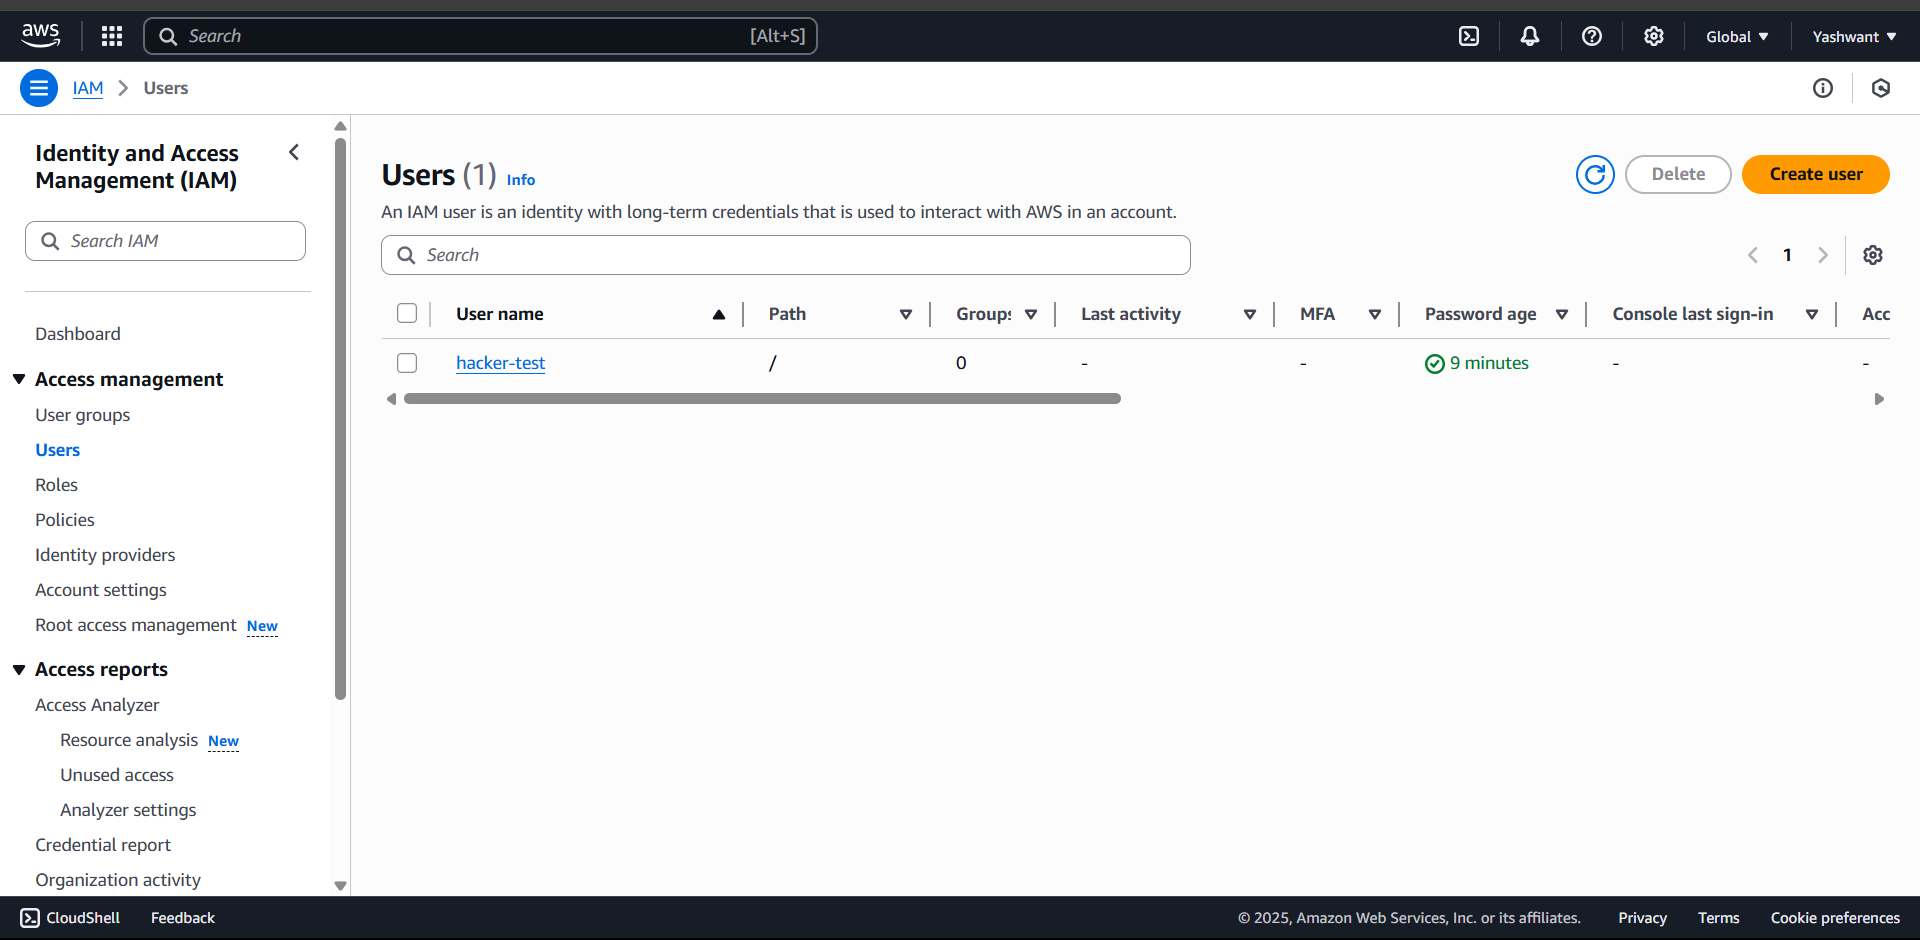 aws
Search [Alt+S]
Global
Yashwant
IAM
Users
Identity and Access
Management (IAM)
Search IAM
Dashboard
Access management
User groups
Users
Roles
Policies
Identity providers
Account settings
Root access management New
Access reports
Access Analyzer
Resource analysis New
Unused access
Analyzer settings
Credential report
Organization activity
Users (1) Info
Delete
Create user
An IAM user is an identity with long-term credentials that is used to interact with AWS in an account.
Search
1
User name Path Groups Last activity MFA Password age Console last sign-in Acc
hacker-test / 0 - - 9 minutes - -
CloudShell Feedback © 2025, Amazon Web Services, Inc. or its affiliates. Privacy Terms Cookie preferences